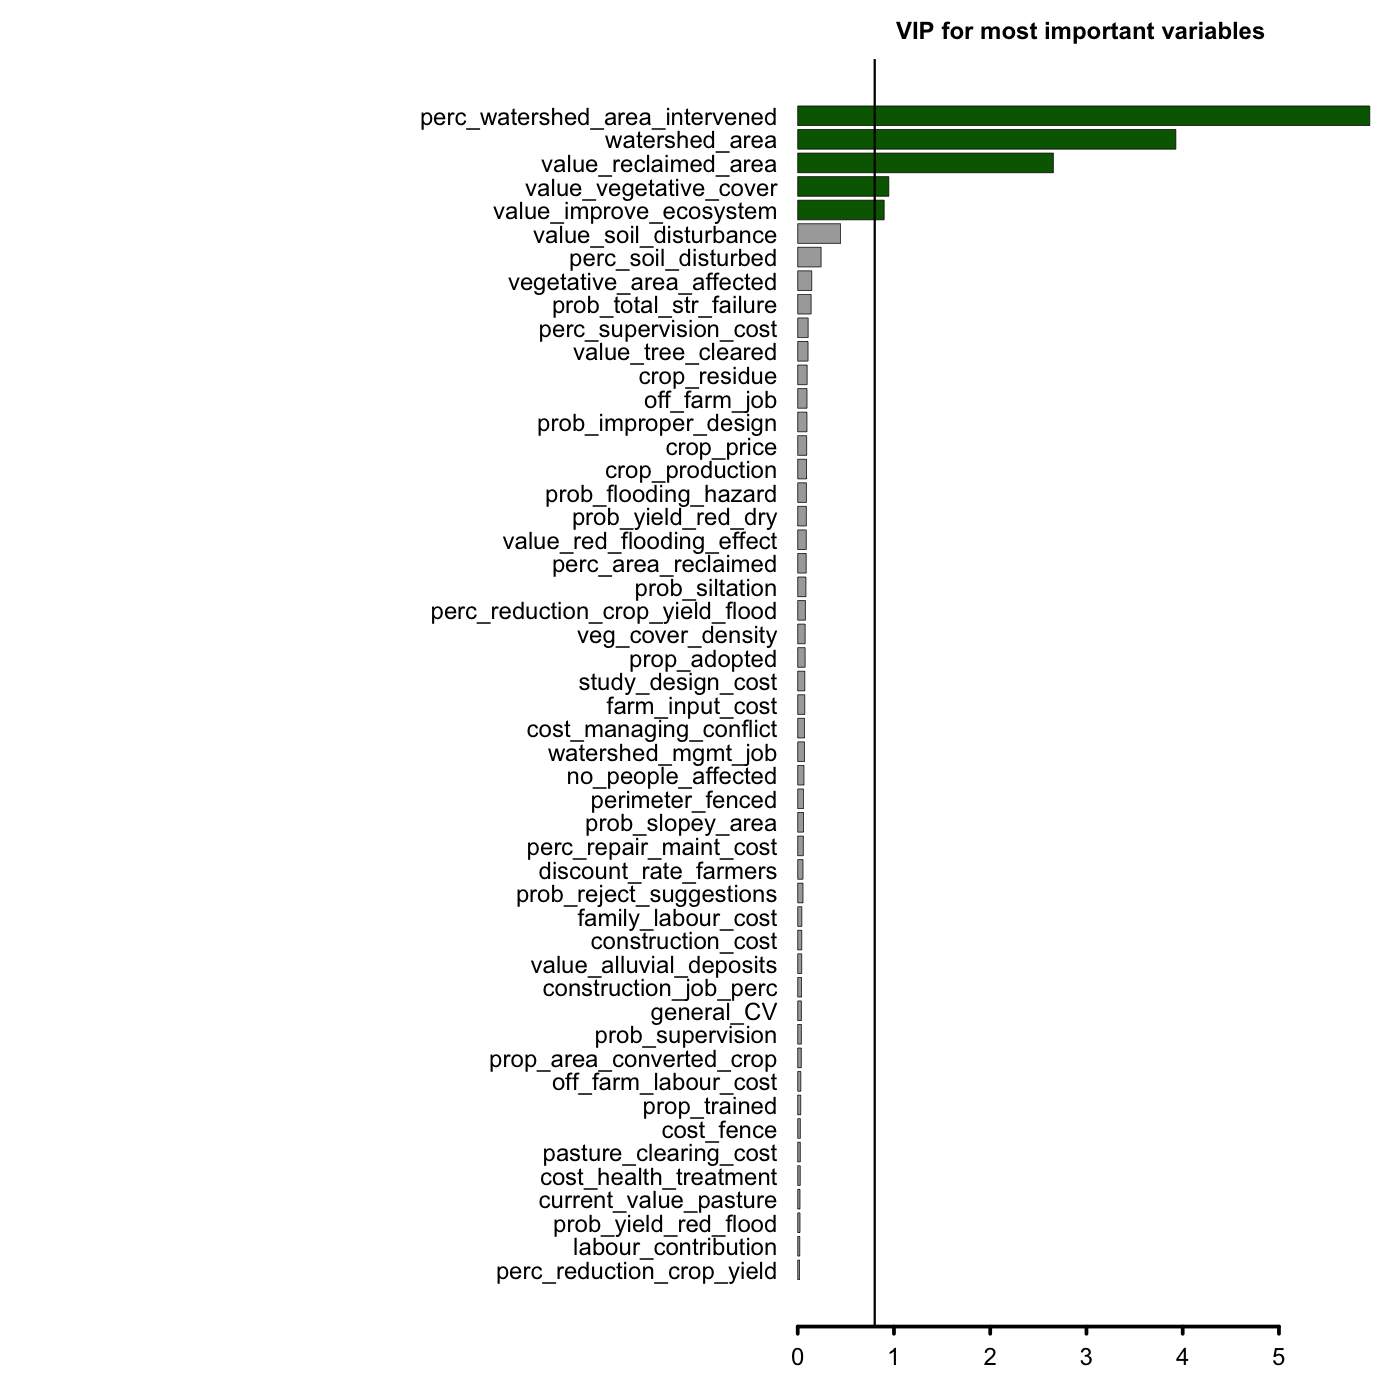 VIP for most important variables
perc_watershed_area_intervened
watershed_area
value_reclaimed_area
value_vegetative_cover
value_improve_ecosystem
value_soil_disturbance
perc_soil_disturbed
vegetative_area_affected
prob_total_str_failure
perc_supervision_cost
value_tree_cleared
crop_residue
off_farm_job
prob_improper_design
crop_price
crop_production
prob_flooding_hazard
prob_yield_red_dry
value_red_flooding_effect
perc_area_reclaimed
prob_siltation
perc_reduction_crop_yield_flood
veg_cover_density
prop_adopted
study_design_cost
farm_input_cost
cost_managing_conflict
watershed_mgmt_job
no_people_affected
perimeter_fenced
prob_slopey_area
perc_repair_maint_cost
discount_rate_farmers
prob_reject_suggestions
family_labour_cost
construction_cost
value_alluvial_deposits
construction_job_perc
general_CV
prob_supervision
prop_area_converted_crop
off_farm_labour_cost
prop_trained
cost_fence
pasture_clearing_cost
cost_health_treatment
current_value_pasture
prob_yield_red_flood
labour_contribution
perc_reduction_crop_yield
0 1 2 3 4 5